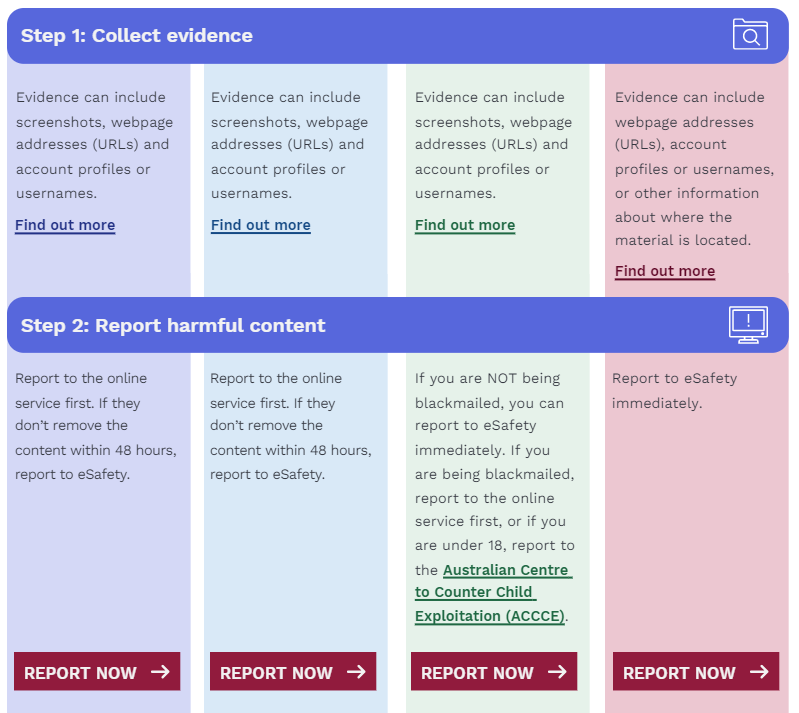 Step 1: Collect evidence
Evidence can include
screenshots, webpage
addresses (URLs) and
account profiles or
usernames.
Find out more
Evidence can include
screenshots, webpage
addresses (URLs) and
account profiles or
usernames.
Find out more
Evidence can include
screenshots, webpage
addresses (URLs) and
account profiles or
usernames.
Find out more
Evidence can include
webpage addresses
(URLs), account
profiles or usernames,
or other information
about where the
material is located.
Find out more
Step 2: Report harmful content
Report to the online
service first. If they
don’t remove the
content within 48 hours,
report to eSafety.
REPORT NOW
Report to the online
service first. If they
don’t remove the
content within 48 hours,
report to eSafety.
REPORT NOW
If you are NOT being
blackmailed, you can
report to eSafety
immediately. If you
are being blackmailed,
report to the online
service first, or if you
are under 18, report to
the Australian Centre
to Counter Child
Exploitation (ACCCE).
REPORT NOW
Report to eSafety
immediately.
REPORT NOW